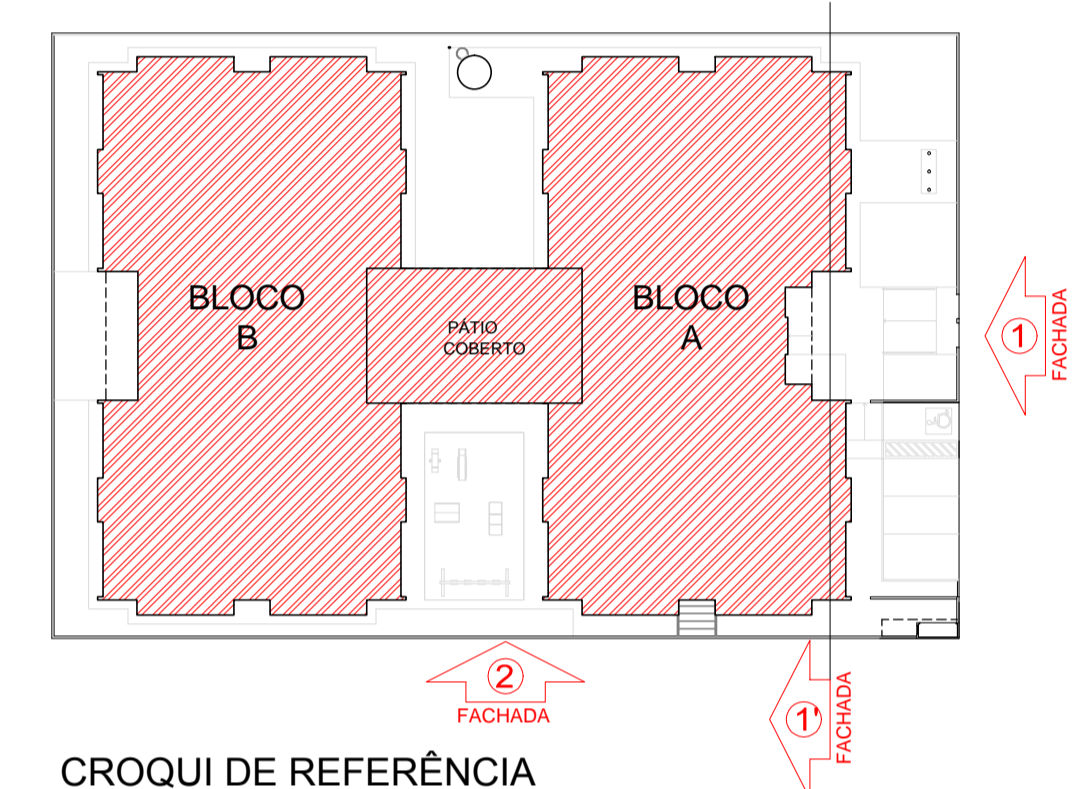 BLOCO
B
PÁTIO
COBERTO
BLOCO
A
1
FACHADA
2
FACHADA
1'
FACHADA
CROQUI DE REFERÊNCIA